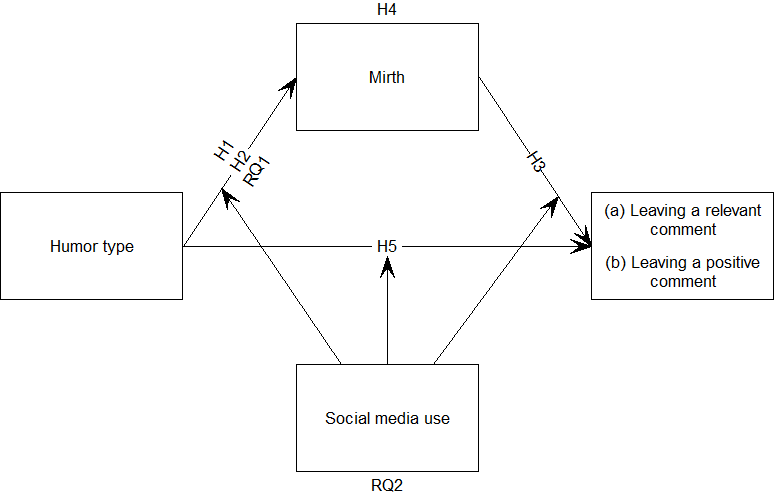 H4
Mirth
H1
H2
RQ1
H3
Humor type
H5
(a) Leaving a relevant
comment
(b) Leaving a positive
comment
Social media use
RQ2